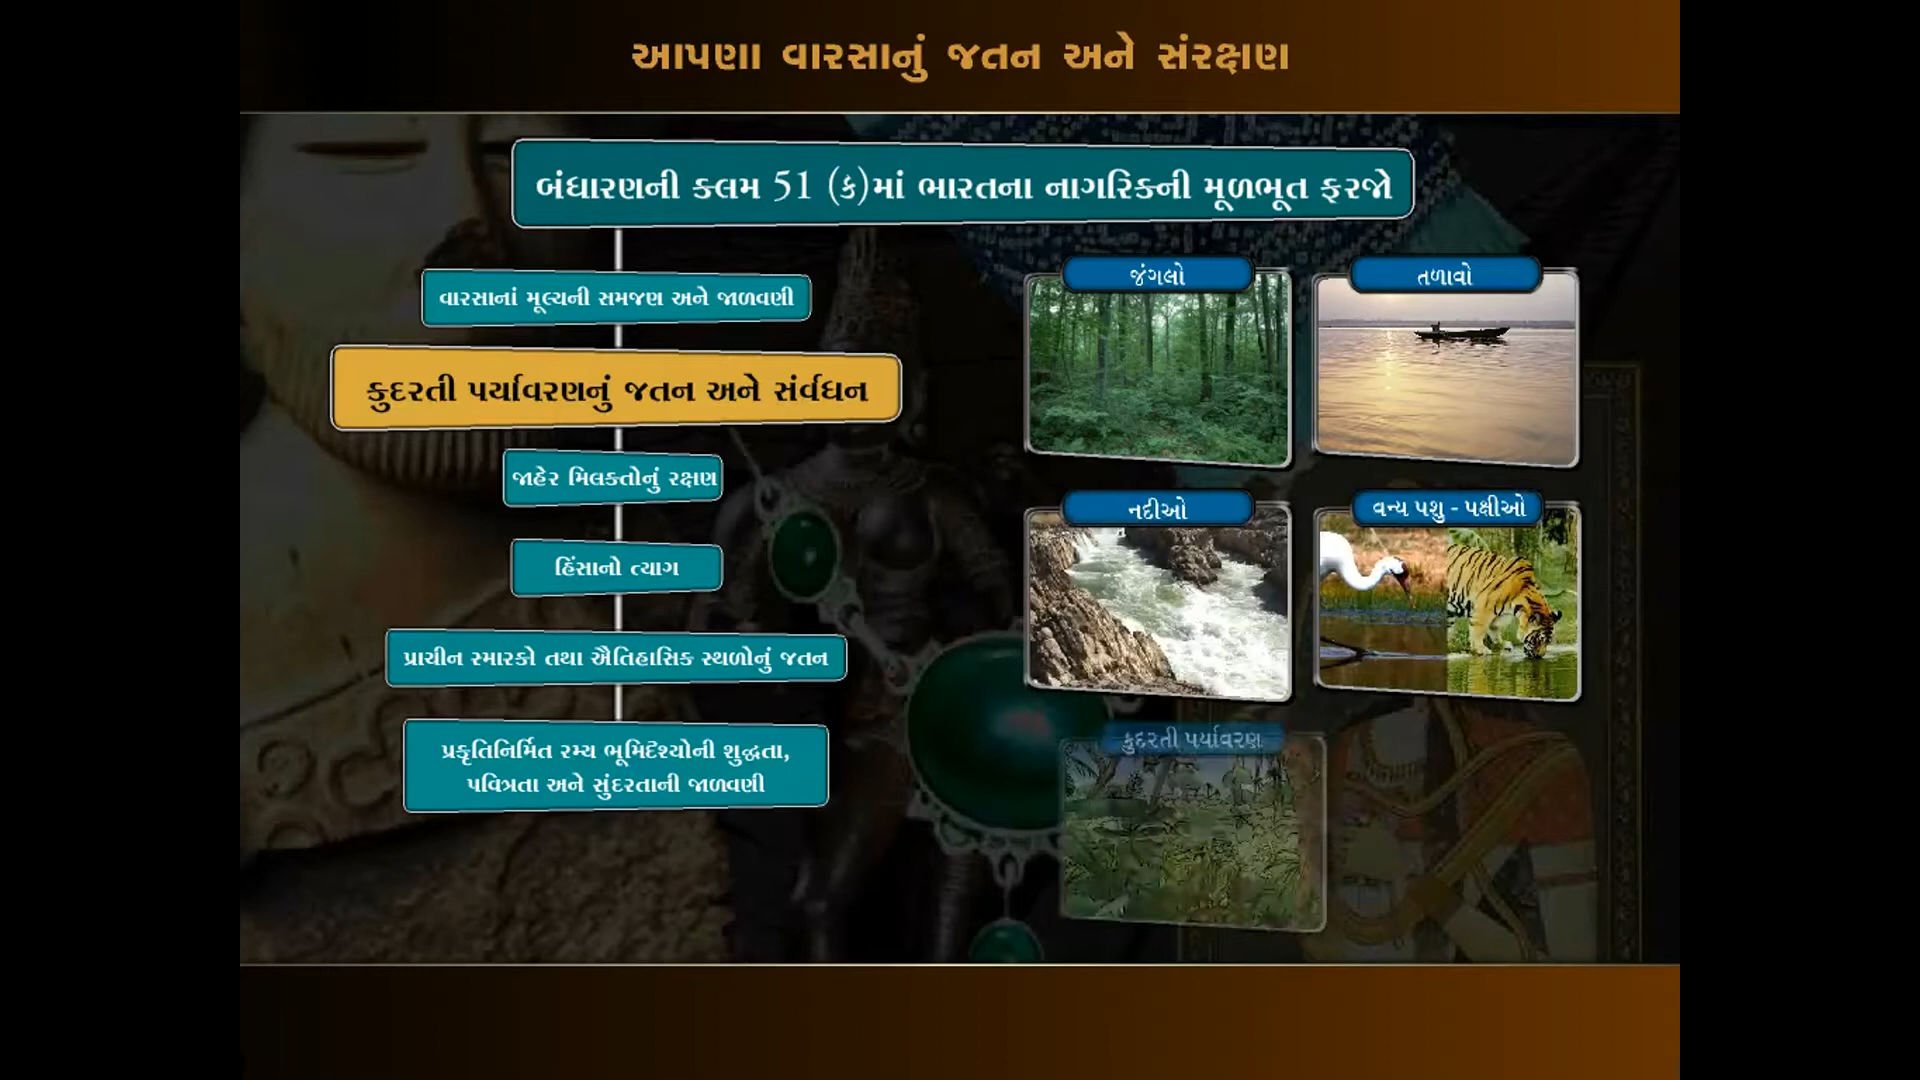 આપણા વારસાનું જતન અને સંરક્ષણ
બંધારણની કલમ 51 (ક)માં ભારતના નાગરિકની મૂળભૂત ફરજો
વારસાનાં મૂલ્યની સમજણ અને જાળવણી
કુદરતી પર્યાવરણનું જતન અને સંર્વધન
જાહેર મિલકતોનું રક્ષણ
હિંસાનો ત્યાગ
પ્રાચીન સ્મારકો તથા ઐતિહાસિક સ્થળોનું જતન
પ્રકૃતિનિર્મિત રમ્ય ભૂમિદૃશ્યોની શુદ્ધતા,
પવિત્રતા અને સુંદરતાની જાળવણી
જંગલો
તળાવો
નદીઓ
વન્ય પશુ - પક્ષીઓ
કુદરતી પર્યાવરણ